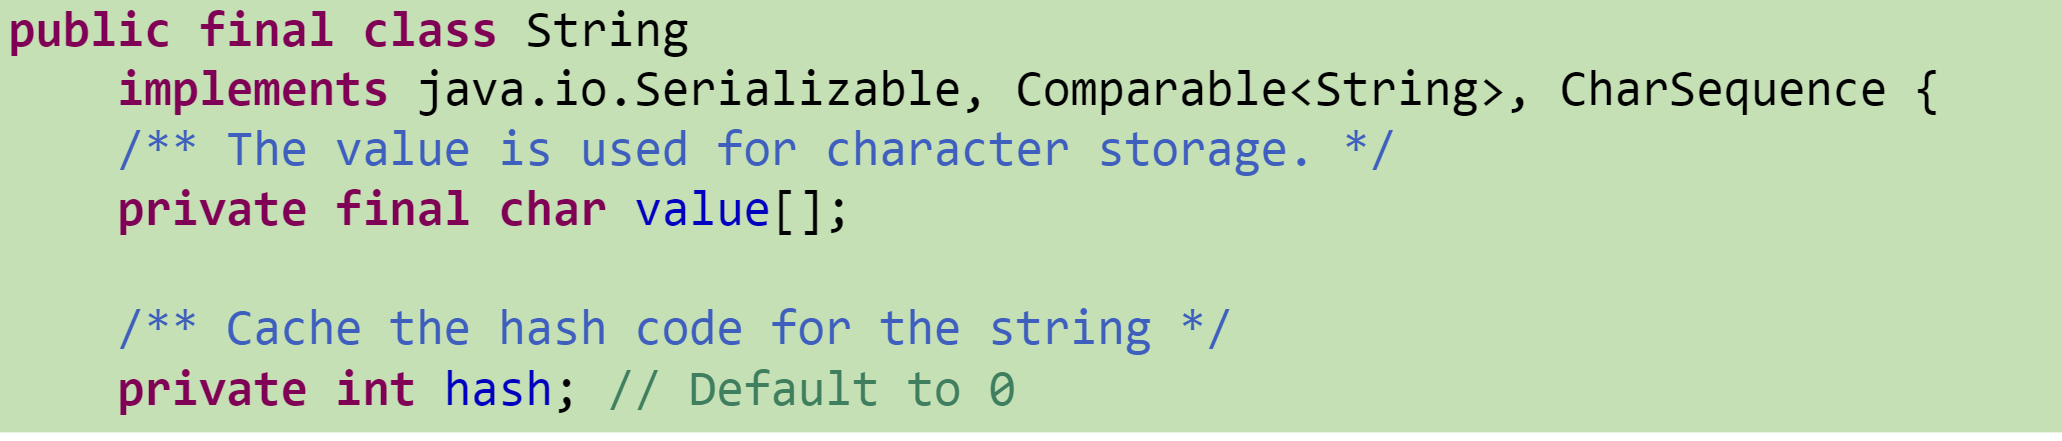 public final class String
implements java.io.Serializable, Comparable<String>, CharSequence {
/** The value is used for character storage. */
private final char value[];
/** Cache the hash code for the string */
private int hash; // Default to 0